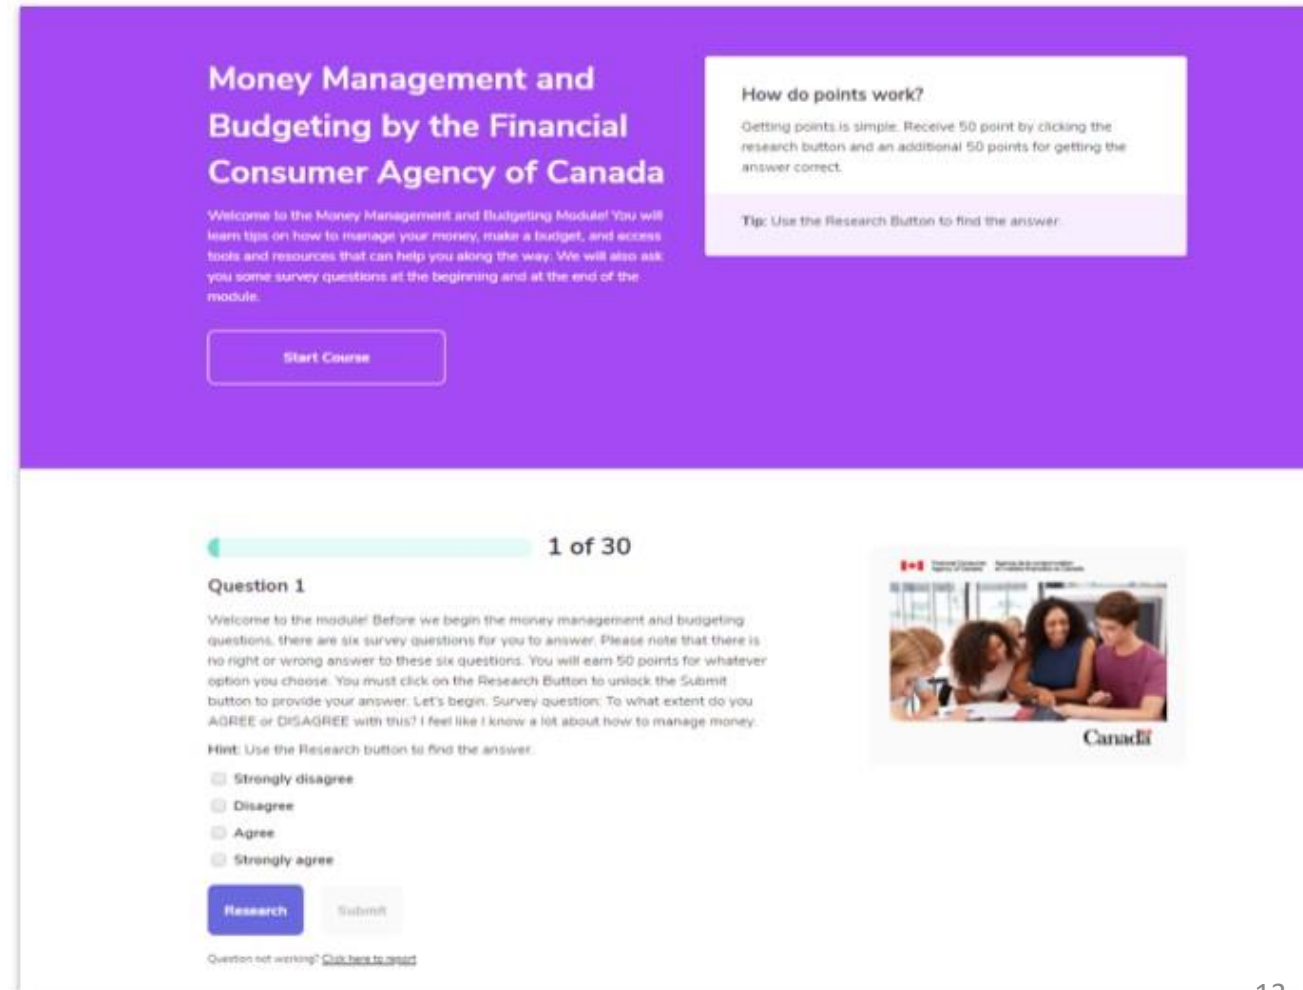 Money Management and
Budgeting by the Financial
Consumer Agency of Canada
Welcome to the Money Management and Budgeting Module! You will
learn tips on how to manage your money, make a budget, and access
tools and resources that can help you along the way. We will also ask
you some survey questions at the beginning and at the end of the
module.
Start Course
How do points work?
Getting points is simple. Receive 50 point by clicking the
research button and an additional 50 points for getting the
answer correct.
Tip: Use the Research Button to find the answer.
1 of 30
Question 1
Welcome to the module! Before we begin the money management and budgeting
questions, there are six survey questions for you to answer. Please note that there is
no right or wrong answer to these six questions. You will earn 50 points for whatever
option you choose. You must click on the Research Button to unlock the Submit
button to provide your answer. Let's begin. Survey question: To what extent do you
AGREE or DISAGREE with this? I feel like I know a lot about how to manage money.
Hint: Use the Research button to find the answer.
Strongly disagree
Disagree
Agree
Strongly agree
Research
Submit
Question not working? Click here to report
Financial Consumer
Agency of Canada
Canada